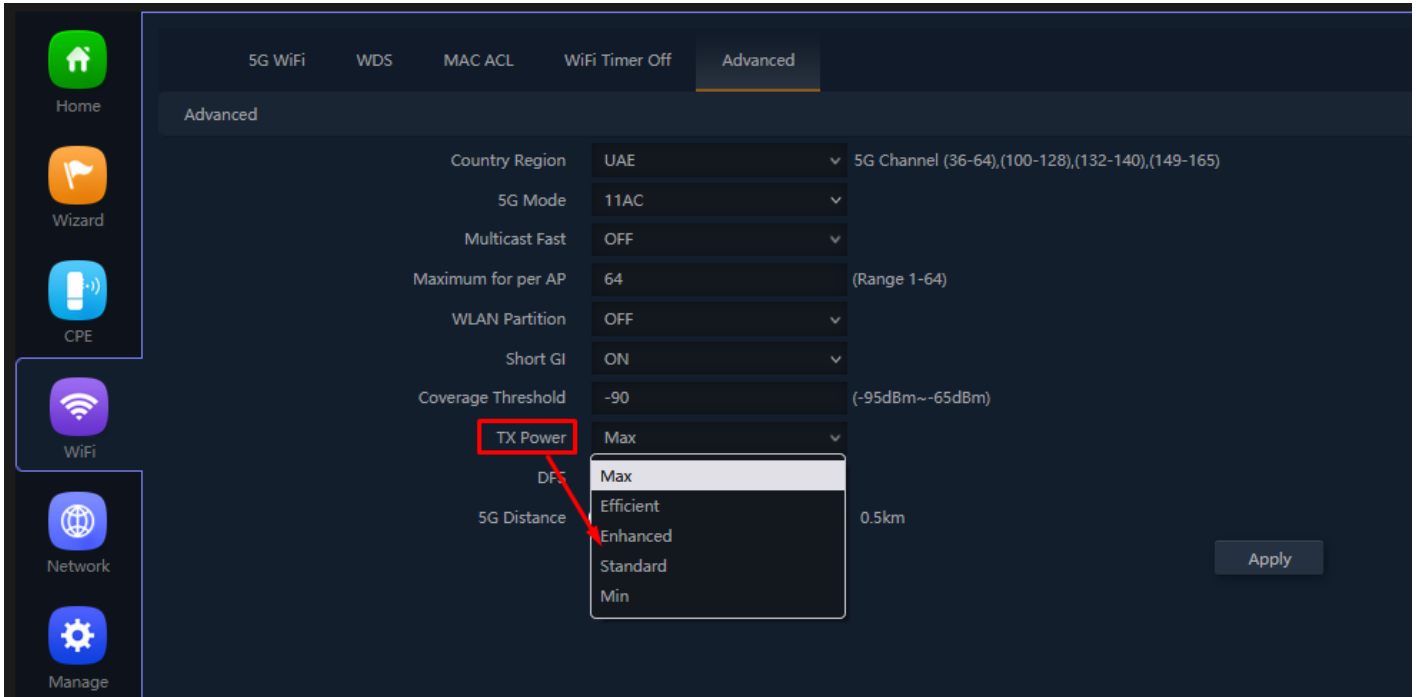 Home
Wizard
CPE
WiFi
Network
Manage
5G WiFi WDS MAC ACL WiFi Timer Off Advanced
Advanced
Country Region UAE 5G Channel (36-64),(100-128),(132-140),(149-165)
5G Mode 11AC
Multicast Fast OFF
Maximum for per AP 64 (Range 1-64)
WLAN Partition OFF
Short GI ON
Coverage Threshold -90 (-95dBm~-65dBm)
TX Power Max
DFS
Max
Efficient
5G Distance 0.5km
Enhanced
Standard
Min
Apply